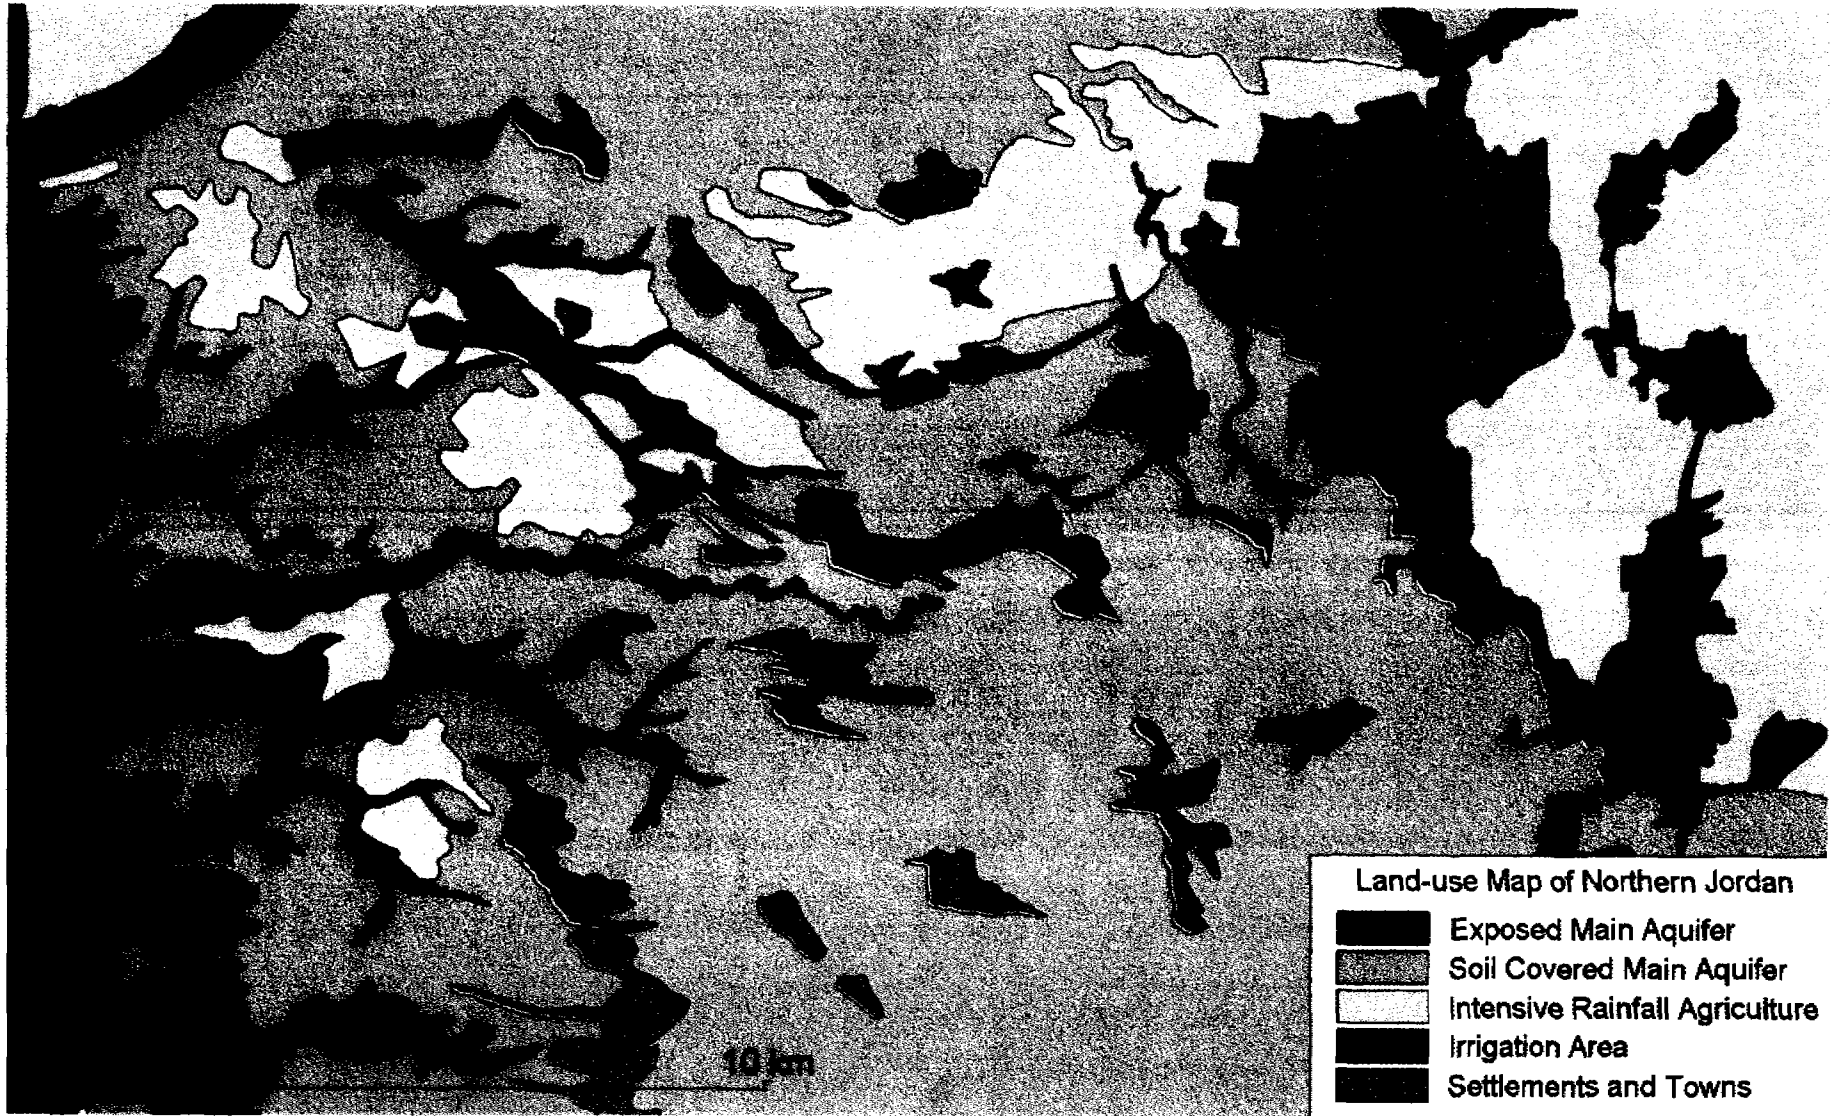 Land-use Map of Northern Jordan
Exposed Main Aquifer
Soil Covered Main Aquifer
Intensive Rainfall Agriculture
Irrigation Area
Settlements and Towns
10 km